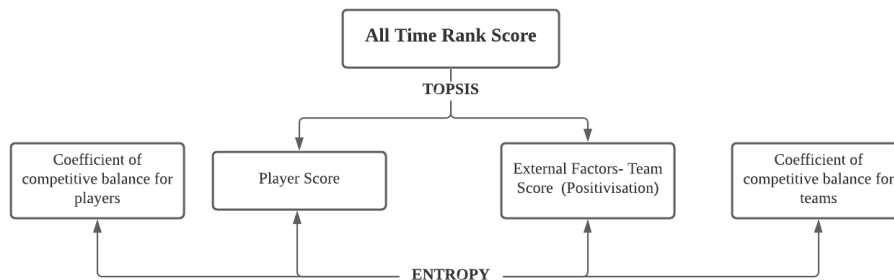 All Time Rank Score
TOPSIS
Coefficient of
competitive balance for
players
Player Score
External Factors- Team
Score (Positivisation)
Coefficient of
competitive balance for
teams
ENTROPY